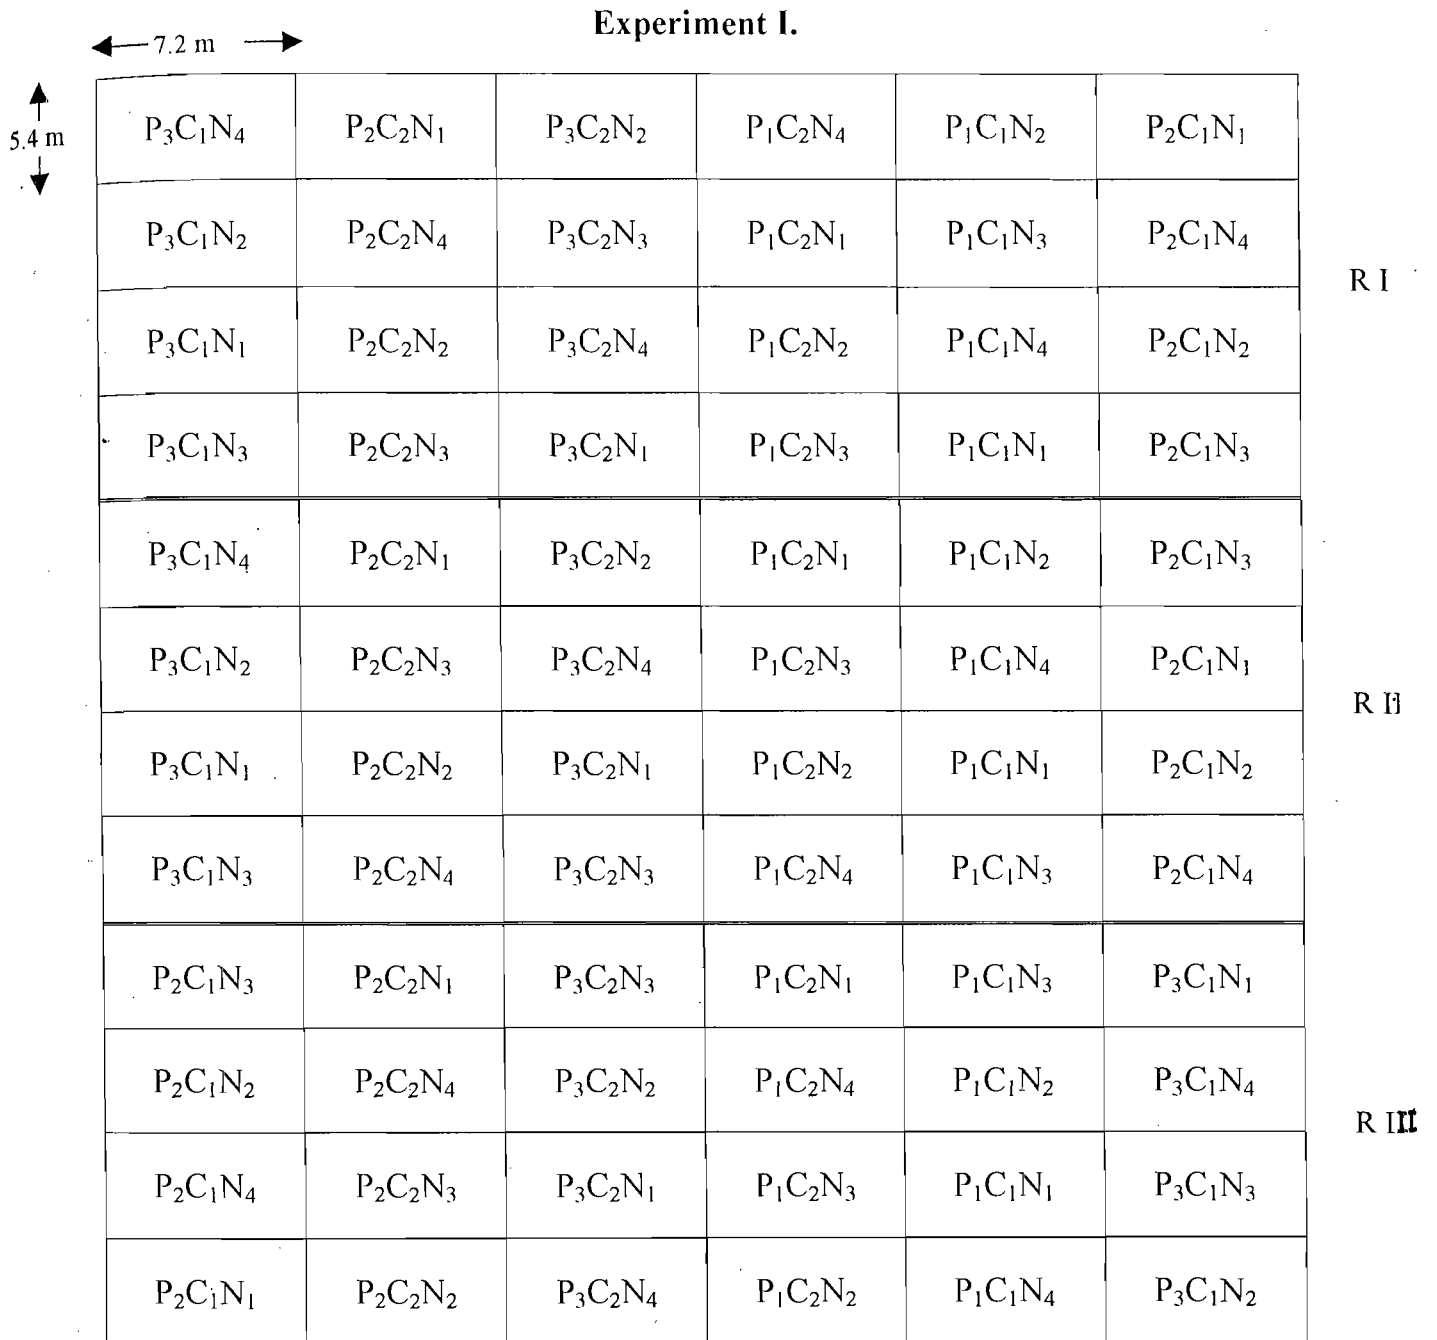 Experiment I.
7.2 m
5.4 m
P₃C₁N₄ P₂C₂N₁ P₃C₂N₂ P₁C₂N₄ P₁C₁N₂ P₂C₁N₁
P₃C₁N₂ P₂C₂N₄ P₃C₂N₃ P₁C₂N₁ P₁C₁N₃ P₂C₁N₄
R I
P₃C₁N₁ P₂C₂N₂ P₃C₂N₄ P₁C₂N₂ P₁C₁N₄ P₂C₁N₂
P₃C₁N₃ P₂C₂N₃ P₃C₂N₁ P₁C₂N₃ P₁C₁N₁ P₂C₁N₃
P₃C₁N₄ P₂C₂N₁ P₃C₂N₂ P₁C₂N₁ P₁C₁N₂ P₂C₁N₃
P₃C₁N₂ P₂C₂N₃ P₃C₂N₄ P₁C₂N₃ P₁C₁N₄ P₂C₁N₁
R II
P₃C₁N₁ P₂C₂N₂ P₃C₂N₁ P₁C₂N₂ P₁C₁N₁ P₂C₁N₂
P₃C₁N₃ P₂C₂N₄ P₃C₂N₃ P₁C₂N₄ P₁C₁N₃ P₂C₁N₄
P₂C₁N₃ P₂C₂N₁ P₃C₂N₃ P₁C₂N₁ P₁C₁N₃ P₃C₁N₁
P₂C₁N₂ P₂C₂N₄ P₃C₂N₂ P₁C₂N₄ P₁C₁N₂ P₃C₁N₄
R III
P₂C₁N₄ P₂C₂N₃ P₃C₂N₁ P₁C₂N₃ P₁C₁N₁ P₃C₁N₃
P₂C₁N₁ P₂C₂N₂ P₃C₂N₄ P₁C₂N₂ P₁C₁N₄ P₃C₁N₂